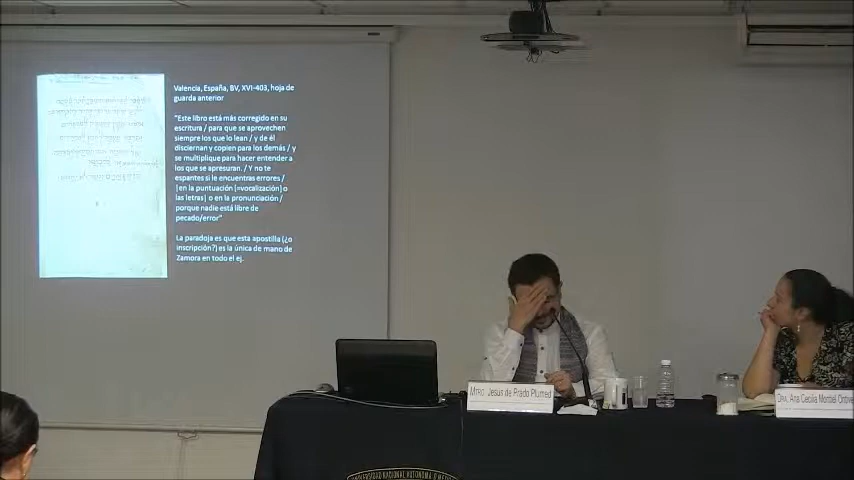 Valencia, España, BV, XVI-403, hoja de
guarda anterior
"Este libro está más corregido en su
escritura / para que se aprovechen
siempre los que lo lean / y de él
disciernan y copien para los demás / y
se multiplique para hacer entender a
los que se apresuran. / Y no te
espantes si le encuentras errores /
[en la puntuación (=vocalización) o
las letras] o en la pronunciación /
porque nadie está libre de
pecado/error"
La paradoja es que esta apostilla (¿o
inscripción?) es la única de mano de
Zamora en todo el ej.
MTRO. Jesús de Prado Plumed
DRA. Ana Cecilia Montiel
UNIVERSIDAD NACIONAL AUTÓNOMA